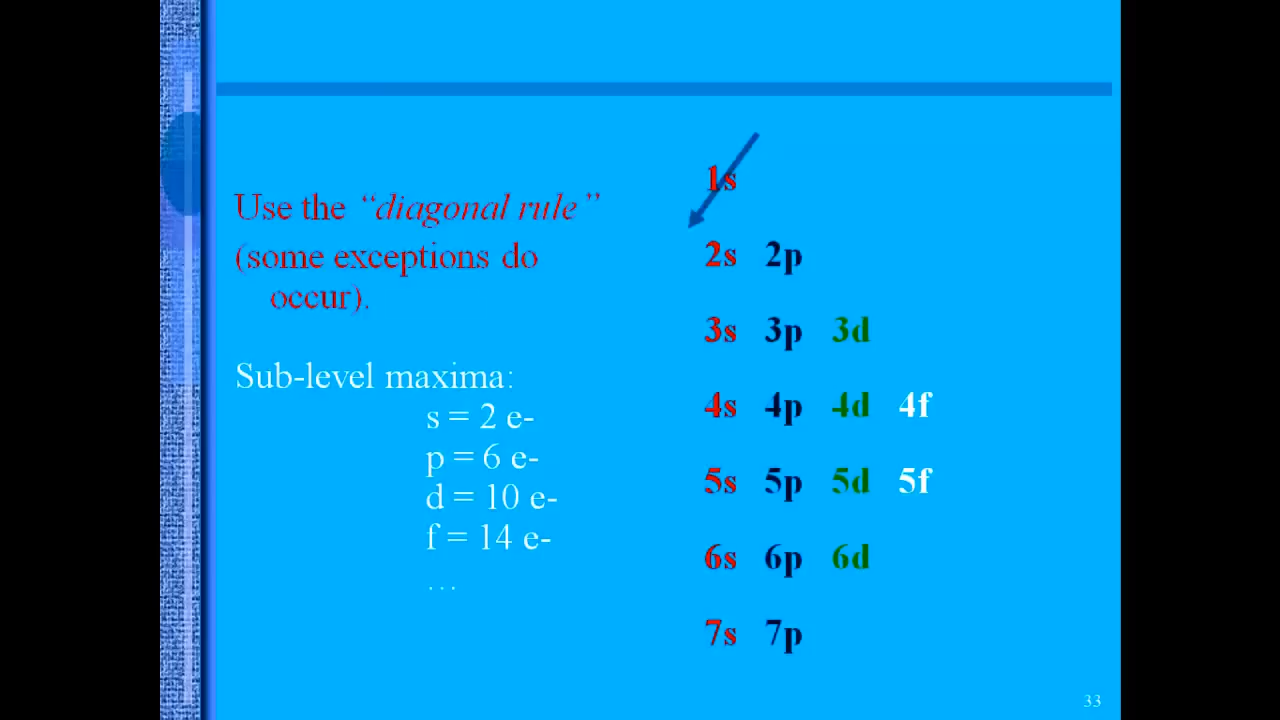 Use the “diagonal rule”
(some exceptions do
occur).
Sub-level maxima:
s = 2 e-
p = 6 e-
d = 10 e-
f = 14 e-
…
1s
2s 2p
3s 3p 3d
4s 4p 4d 4f
5s 5p 5d 5f
6s 6p 6d
7s 7p
33